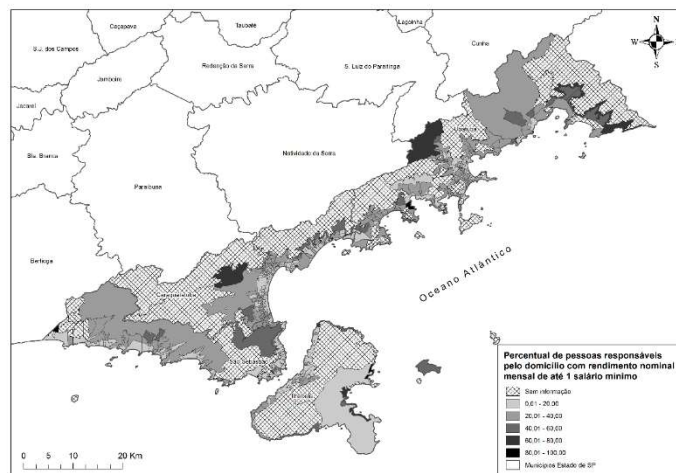 Caçapava
Taubaté
Lagoinha
Cunha
N
W
E
S
S.J. dos Campos
Redenção da Serra
S. Luiz do Paraitinga
Jambeiro
Jacareí
Ubatuba
Natividade da Serra
Sta. Branca
Paraibuna
Bertioga
Oceano Atlântico
Caraguatatuba
São Sebastião
Ilhabela
0
5
10
20 Km
Percentual de pessoas responsáveis
pelo domicílio com rendimento nominal
mensal de até 1 salário mínimo
Sem informação
0,01 - 20,00
20,01 - 40,00
40,01 - 60,00
60,01 - 80,00
80,01 - 100,00
Municípios Estado de SP